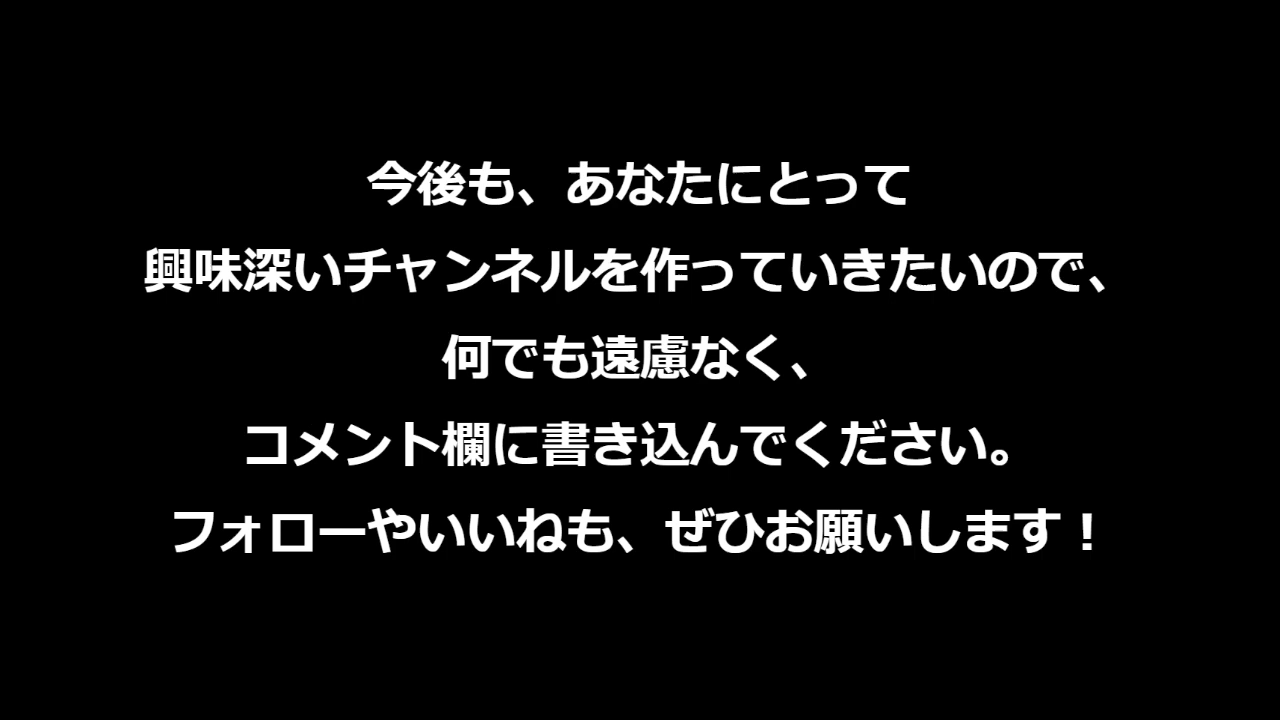 今後も、あなたにとって
興味深いチャンネルを作っていきたいので、
何でも遠慮なく、
コメント欄に書き込んでください。
フォローやいいねも、ぜひお願いします！